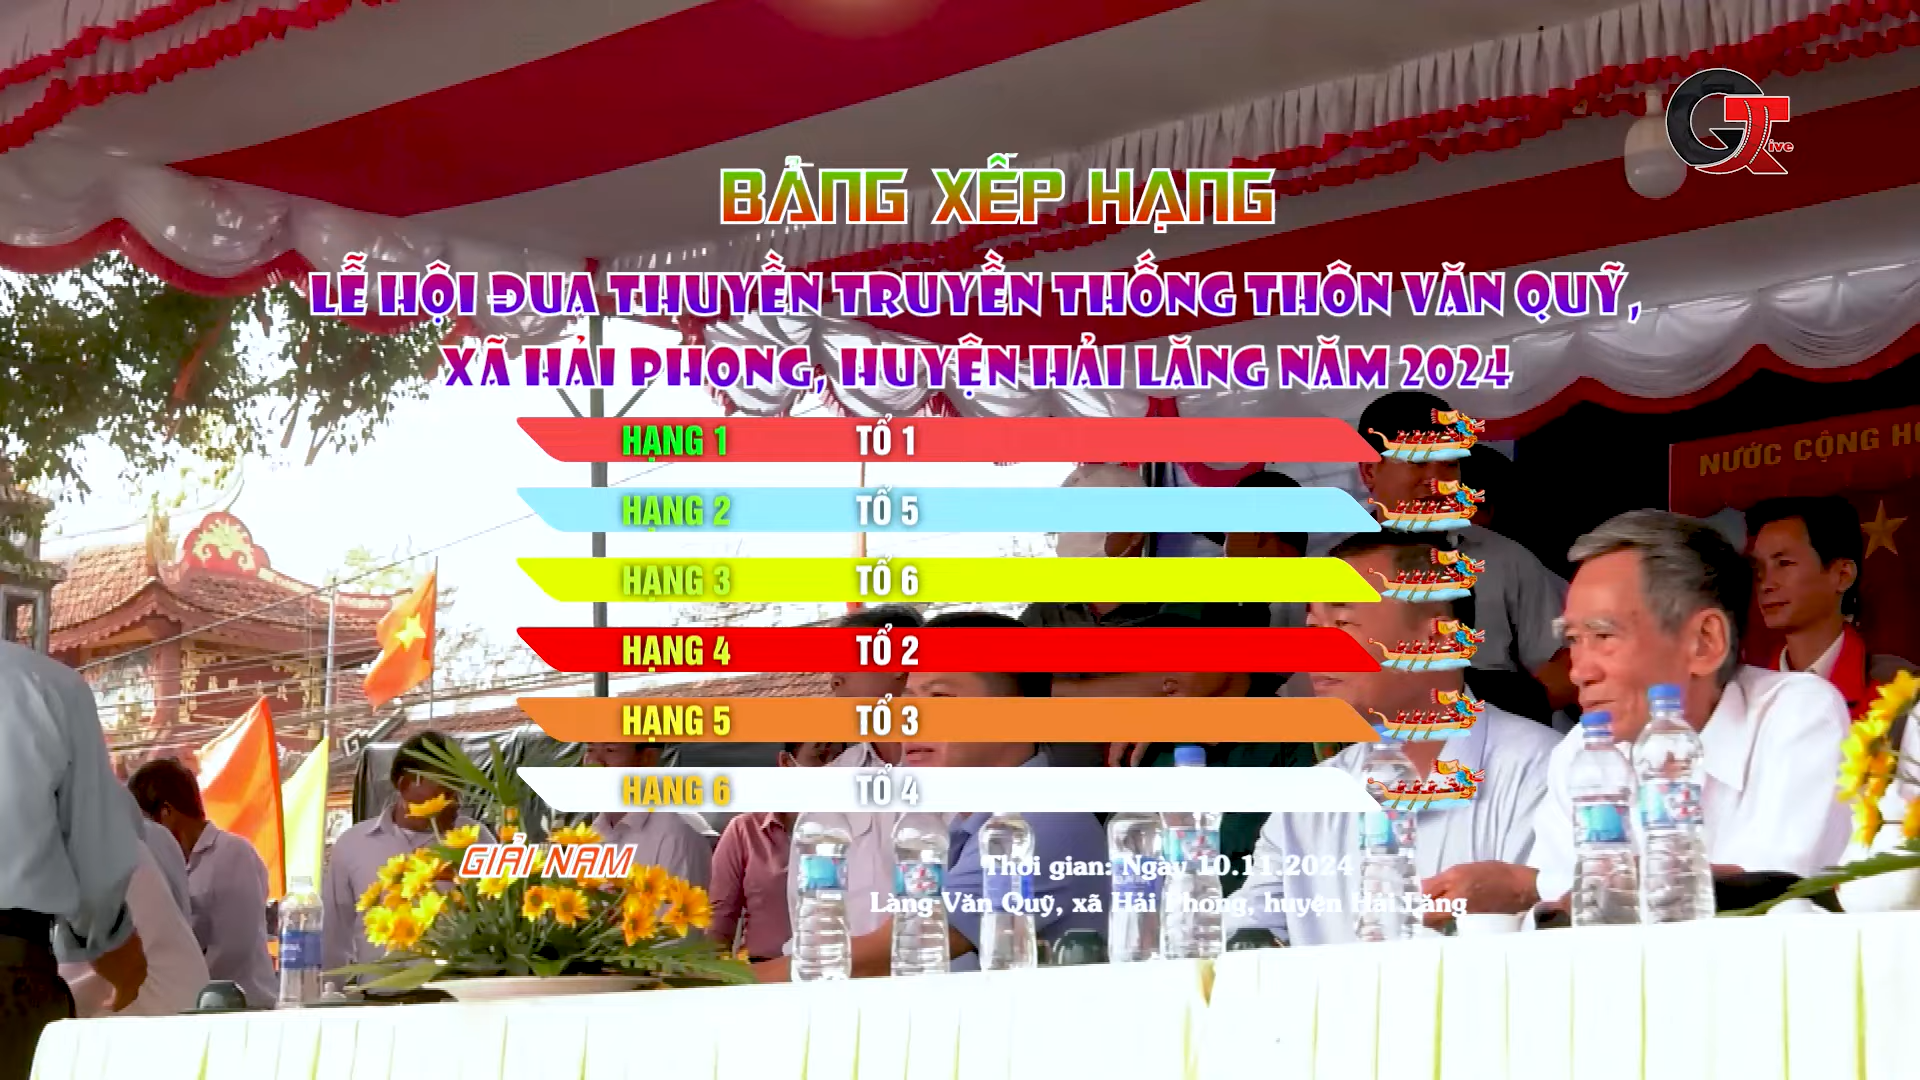 GT Live
BẢNG XẾP HẠNG
LỄ HỘI ĐUA THUYỀN TRUYỀN THỐNG THÔN VĂN QUỸ,
XÃ HẢI PHONG, HUYỆN HẢI LĂNG NĂM 2024
HẠNG 1 TỔ 1
HẠNG 2 TỔ 5
NƯỚC CỘNG HO
HẠNG 3 TỔ 6
HẠNG 4 TỔ 2
HẠNG 5 TỔ 3
HẠNG 6 TỔ 4
GIẢI NAM
Thời gian: Ngày 10.11.2024
Làng Văn Quỹ, xã Hải Phong, huyện Hải Lăng